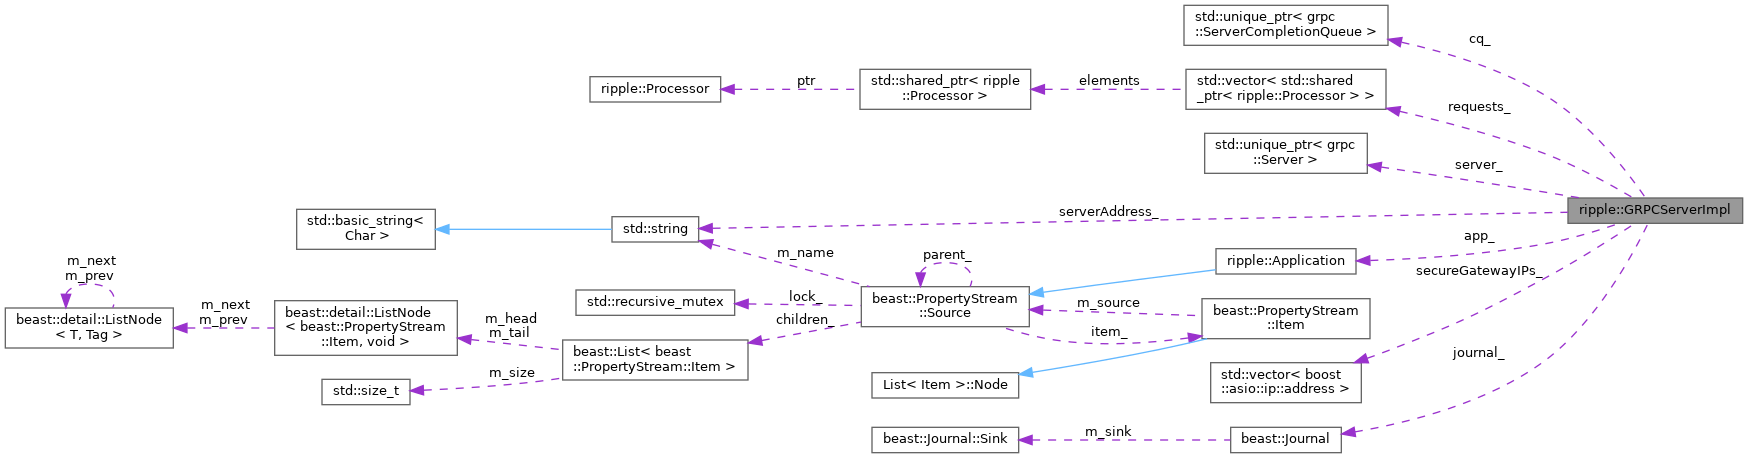 std::unique_ptr< grpc
::ServerCompletionQueue >
cq_
ripple::Processor
ptr
std::shared_ptr< ripple
::Processor >
elements
std::vector< std::shared
_ptr< ripple::Processor > >
requests_
std::unique_ptr< grpc
::Server >
server_
ripple::GRPCServerImpl
std::basic_string<
Char >
std::string
serverAddress_
m_name
parent_
ripple::Application
app_
secureGatewayIPs_
m_next
m_prev
beast::detail::ListNode
< T, Tag >
m_next
m_prev
beast::detail::ListNode
< beast::PropertyStream
::Item, void >
m_head
m_tail
std::recursive_mutex
lock_
children_
beast::PropertyStream
::Source
m_source
item_
beast::PropertyStream
::Item
beast::List< beast
::PropertyStream::Item >
m_size
std::size_t
List< Item >::Node
std::vector< boost
::asio::ip::address >
journal_
beast::Journal::Sink
m_sink
beast::Journal